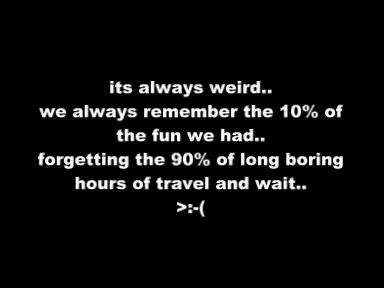 its always weird..
we always remember the 10% of
the fun we had..
forgetting the 90% of long boring
hours of travel and wait..
>:-(